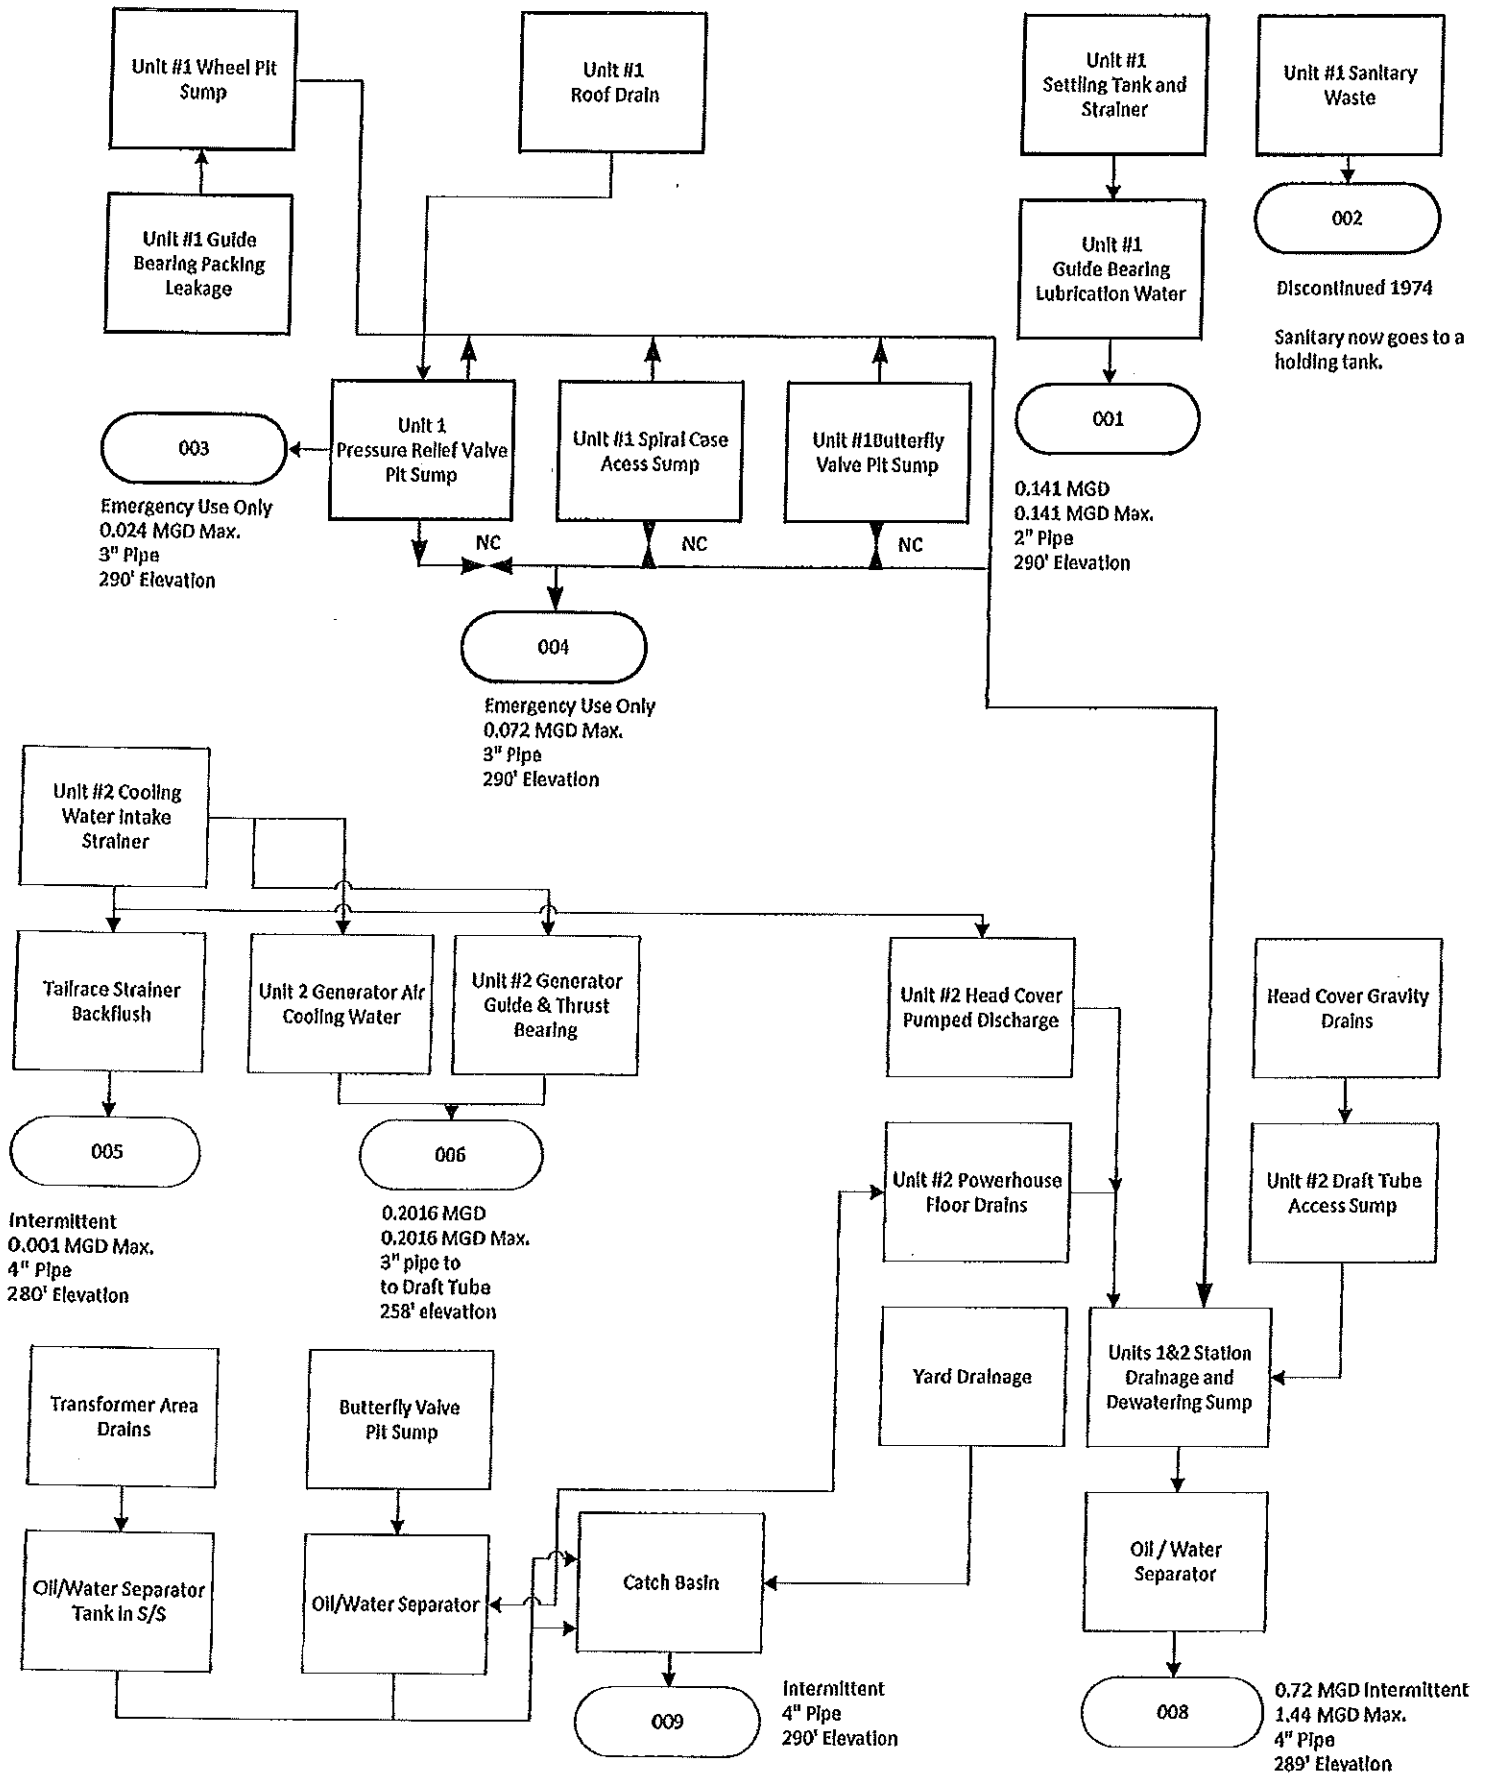 Unit #1 Wheel Pit
Sump
Unit #1
Roof Drain
Unit #1
Settling Tank and
Strainer
Unit #1 Sanitary
Waste
Unit #1 Guide
Bearing Packing
Leakage
Unit #1
Guide Bearing
Lubrication Water
002
Discontinued 1974
Sanitary now goes to a
holding tank.
003
Unit 1
Pressure Relief Valve
Pit Sump
Unit #1 Spiral Case
Acess Sump
Unit #1Butterfly
Valve Pit Sump
001
Emergency Use Only
0.024 MGD Max.
3" Pipe
290' Elevation
NC
NC
NC
0.141 MGD
0.141 MGD Max.
2" Pipe
290' Elevation
004
Emergency Use Only
0.072 MGD Max.
3" Pipe
290' Elevation
Unit #2 Cooling
Water Intake
Strainer
Tailrace Strainer
Backflush
Unit 2 Generator Air
Cooling Water
Unit #2 Generator
Guide & Thrust
Bearing
Unit #2 Head Cover
Pumped Discharge
Head Cover Gravity
Drains
005
006
Unit #2 Powerhouse
Floor Drains
Unit #2 Draft Tube
Access Sump
Intermittent
0.001 MGD Max.
4" Pipe
280' Elevation
0.2016 MGD
0.2016 MGD Max.
3" pipe to
to Draft Tube
258' elevation
Transformer Area
Drains
Butterfly Valve
Pit Sump
Yard Drainage
Units 1&2 Station
Drainage and
Dewatering Sump
Oil/Water Separator
Tank in S/S
Oil/Water Separator
Catch Basin
Oil / Water
Separator
009
Intermittent
4" Pipe
290' Elevation
008
0.72 MGD Intermittent
1.44 MGD Max.
4" Pipe
289' Elevation